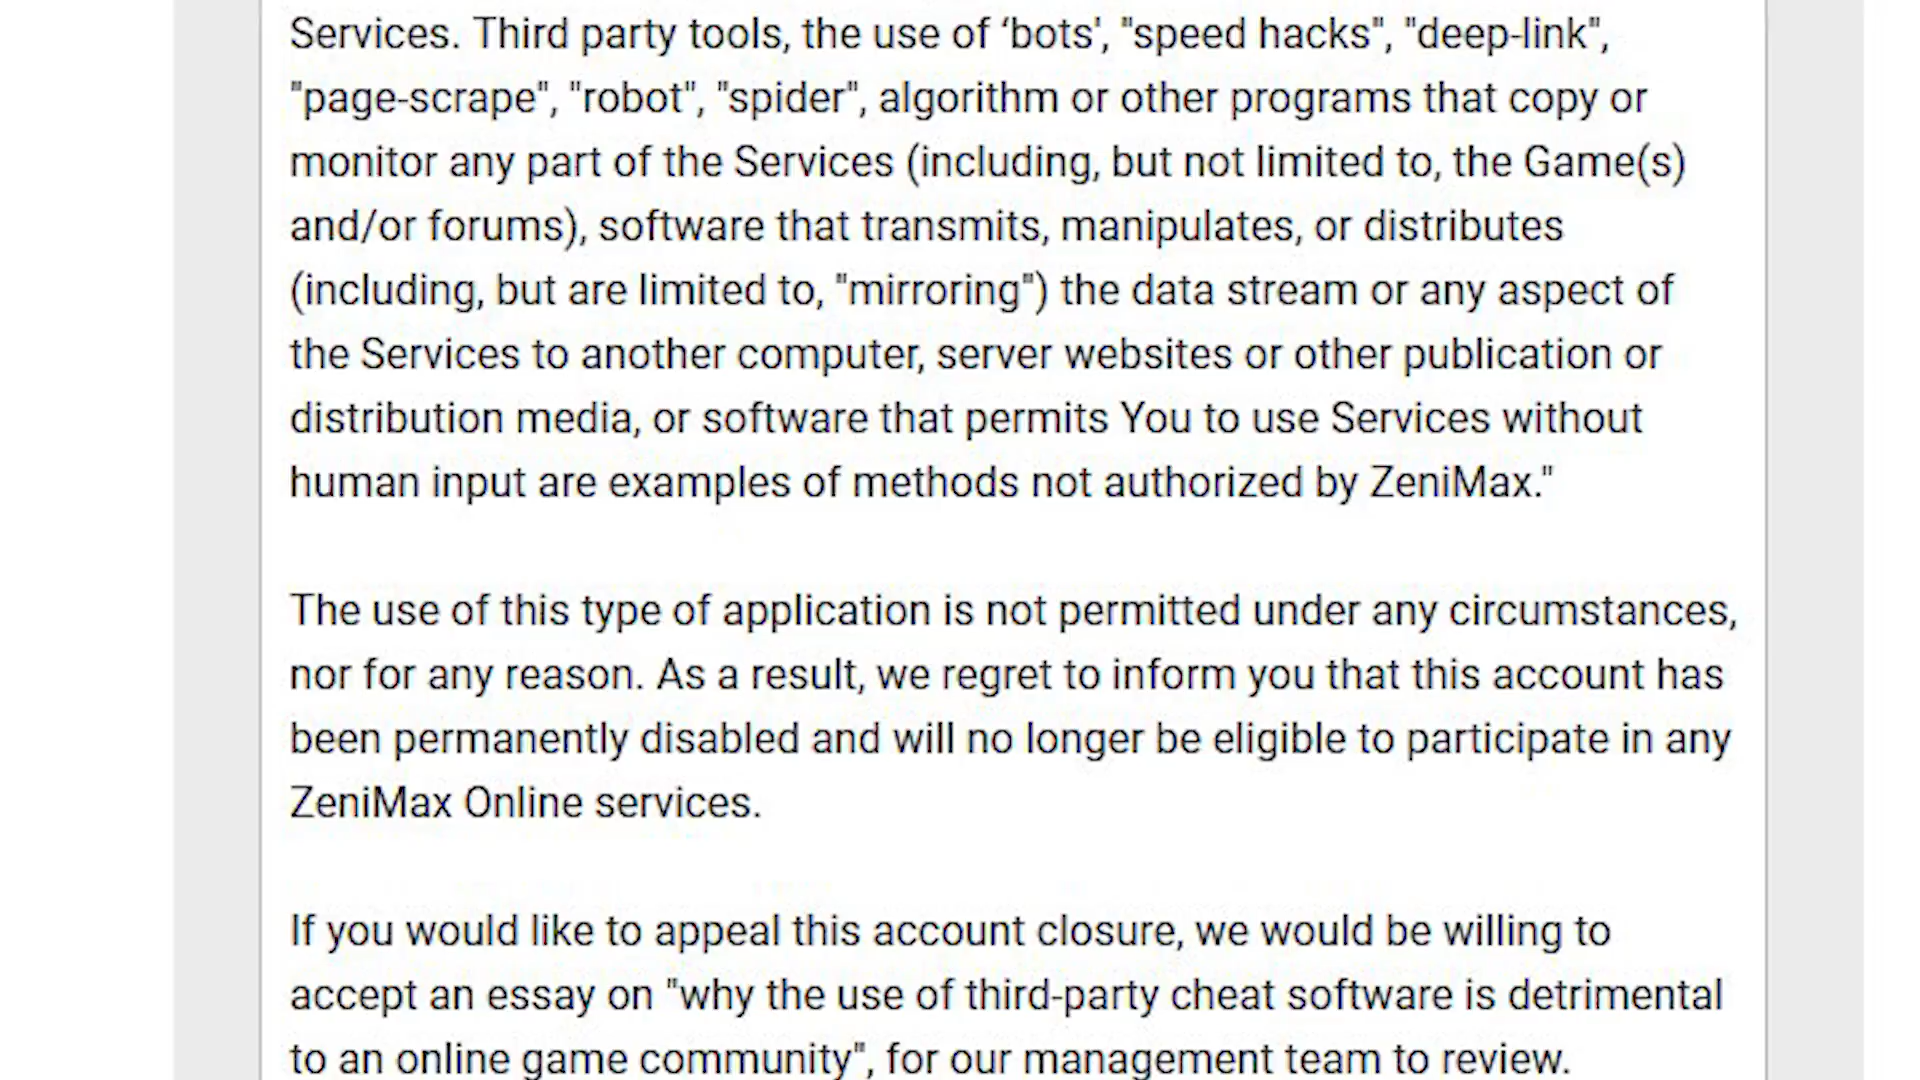 Services. Third party tools, the use of ‘bots', "speed hacks", "deep-link",
"page-scrape", "robot", "spider", algorithm or other programs that copy or
monitor any part of the Services (including, but not limited to, the Game(s)
and/or forums), software that transmits, manipulates, or distributes
(including, but are limited to, "mirroring") the data stream or any aspect of
the Services to another computer, server websites or other publication or
distribution media, or software that permits You to use Services without
human input are examples of methods not authorized by ZeniMax."
The use of this type of application is not permitted under any circumstances,
nor for any reason. As a result, we regret to inform you that this account has
been permanently disabled and will no longer be eligible to participate in any
ZeniMax Online services.
If you would like to appeal this account closure, we would be willing to
accept an essay on "why the use of third-party cheat software is detrimental
to an online game community", for our management team to review.